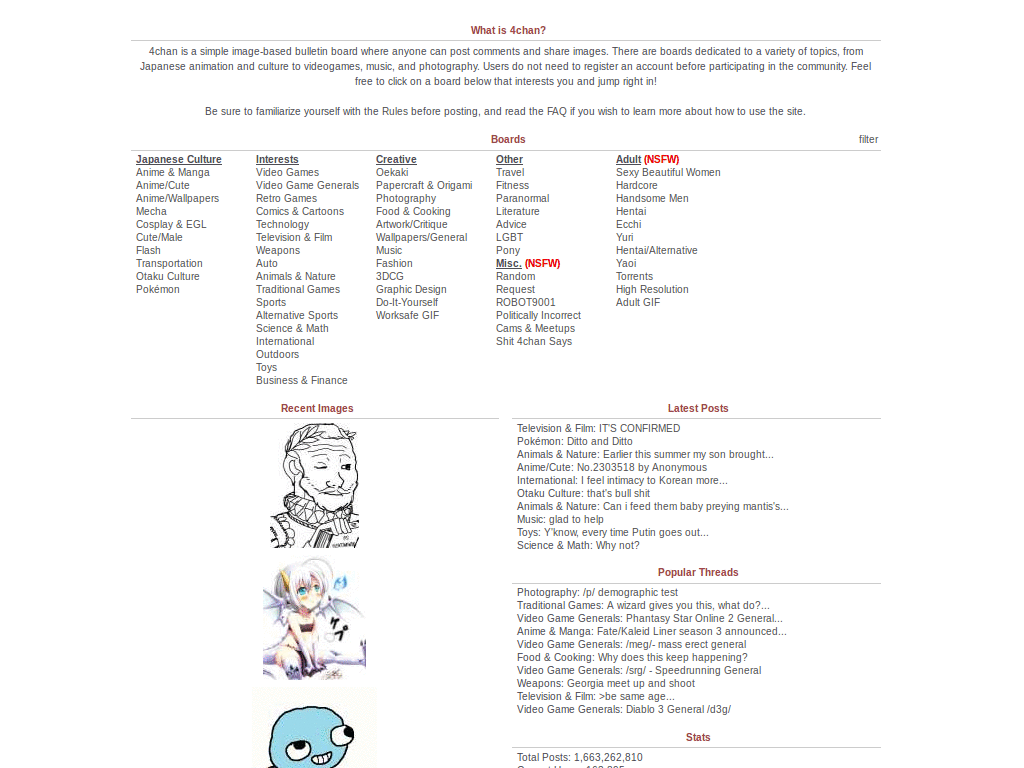 What is 4chan?
4chan is a simple image-based bulletin board where anyone can post comments and share images. There are boards dedicated to a variety of topics, from
Japanese animation and culture to videogames, music, and photography. Users do not need to register an account before participating in the community. Feel
free to click on a board below that interests you and jump right in!
Be sure to familiarize yourself with the Rules before posting, and read the FAQ if you wish to learn more about how to use the site.
Boards
filter
Japanese Culture
Anime & Manga
Anime/Cute
Anime/Wallpapers
Mecha
Cosplay & EGL
Cute/Male
Flash
Transportation
Otaku Culture
Pokémon
Interests
Video Games
Video Game Generals
Retro Games
Comics & Cartoons
Technology
Television & Film
Weapons
Auto
Animals & Nature
Traditional Games
Sports
Alternative Sports
Science & Math
International
Outdoors
Toys
Business & Finance
Creative
Oekaki
Papercraft & Origami
Photography
Food & Cooking
Artwork/Critique
Wallpapers/General
Music
Fashion
3DCG
Graphic Design
Do-It-Yourself
Worksafe GIF
Other
Travel
Fitness
Paranormal
Literature
Advice
LGBT
Pony
Misc. (NSFW)
Random
Request
ROBOT9001
Politically Incorrect
Cams & Meetups
Shit 4chan Says
Adult (NSFW)
Sexy Beautiful Women
Hardcore
Handsome Men
Hentai
Ecchi
Yuri
Hentai/Alternative
Yaoi
Torrents
High Resolution
Adult GIF
Recent Images
Latest Posts
Television & Film: IT'S CONFIRMED
Pokémon: Ditto and Ditto
Animals & Nature: Earlier this summer my son brought...
Anime/Cute: No.2303518 by Anonymous
International: I feel intimacy to Korean more...
Otaku Culture: that's bull shit
Animals & Nature: Can i feed them baby preying mantis's...
Music: glad to help
Toys: Y'know, every time Putin goes out...
Science & Math: Why not?
Popular Threads
Photography: /p/ demographic test
Traditional Games: A wizard gives you this, what do?...
Video Game Generals: Phantasy Star Online 2 General...
Anime & Manga: Fate/Kaleid Liner season 3 announced...
Video Game Generals: /meg/- mass erect general
Food & Cooking: Why does this keep happening?
Video Game Generals: /srg/ - Speedrunning General
Weapons: Georgia meet up and shoot
Television & Film: >be same age...
Video Game Generals: Diablo 3 General /d3g/
Stats
Total Posts: 1,663,262,810